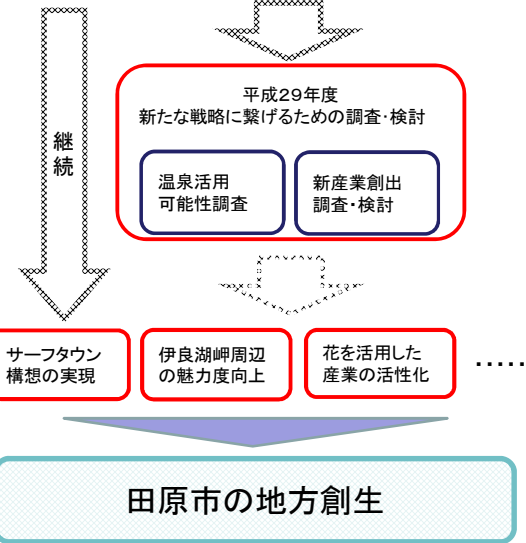 平成29年度
新たな戦略に繋げるための調査・検討
継続
温泉活用
可能性調査
新産業創出
調査・検討
サーフタウン
構想の実現
伊良湖岬周辺
の魅力度向上
花を活用した
産業の活性化
・・・・・
田原市の地方創生